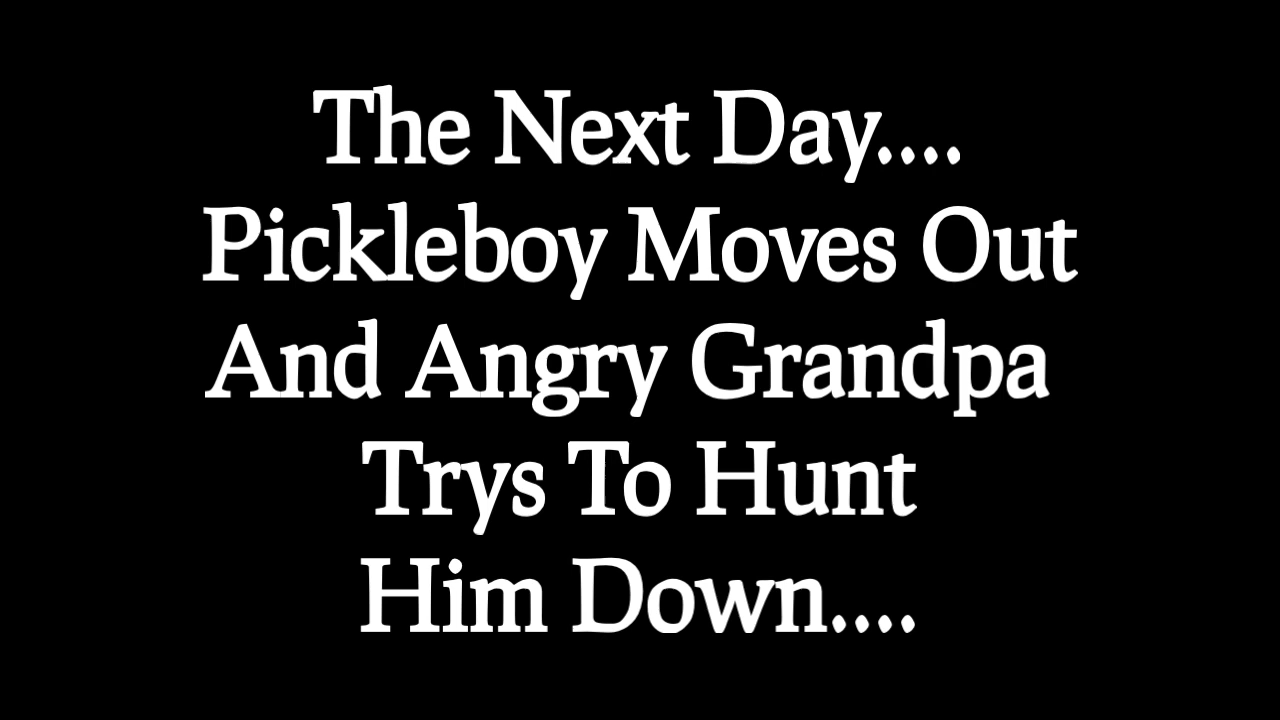 The Next Day....
Pickleboy Moves Out
And Angry Grandpa
Trys To Hunt
Him Down....